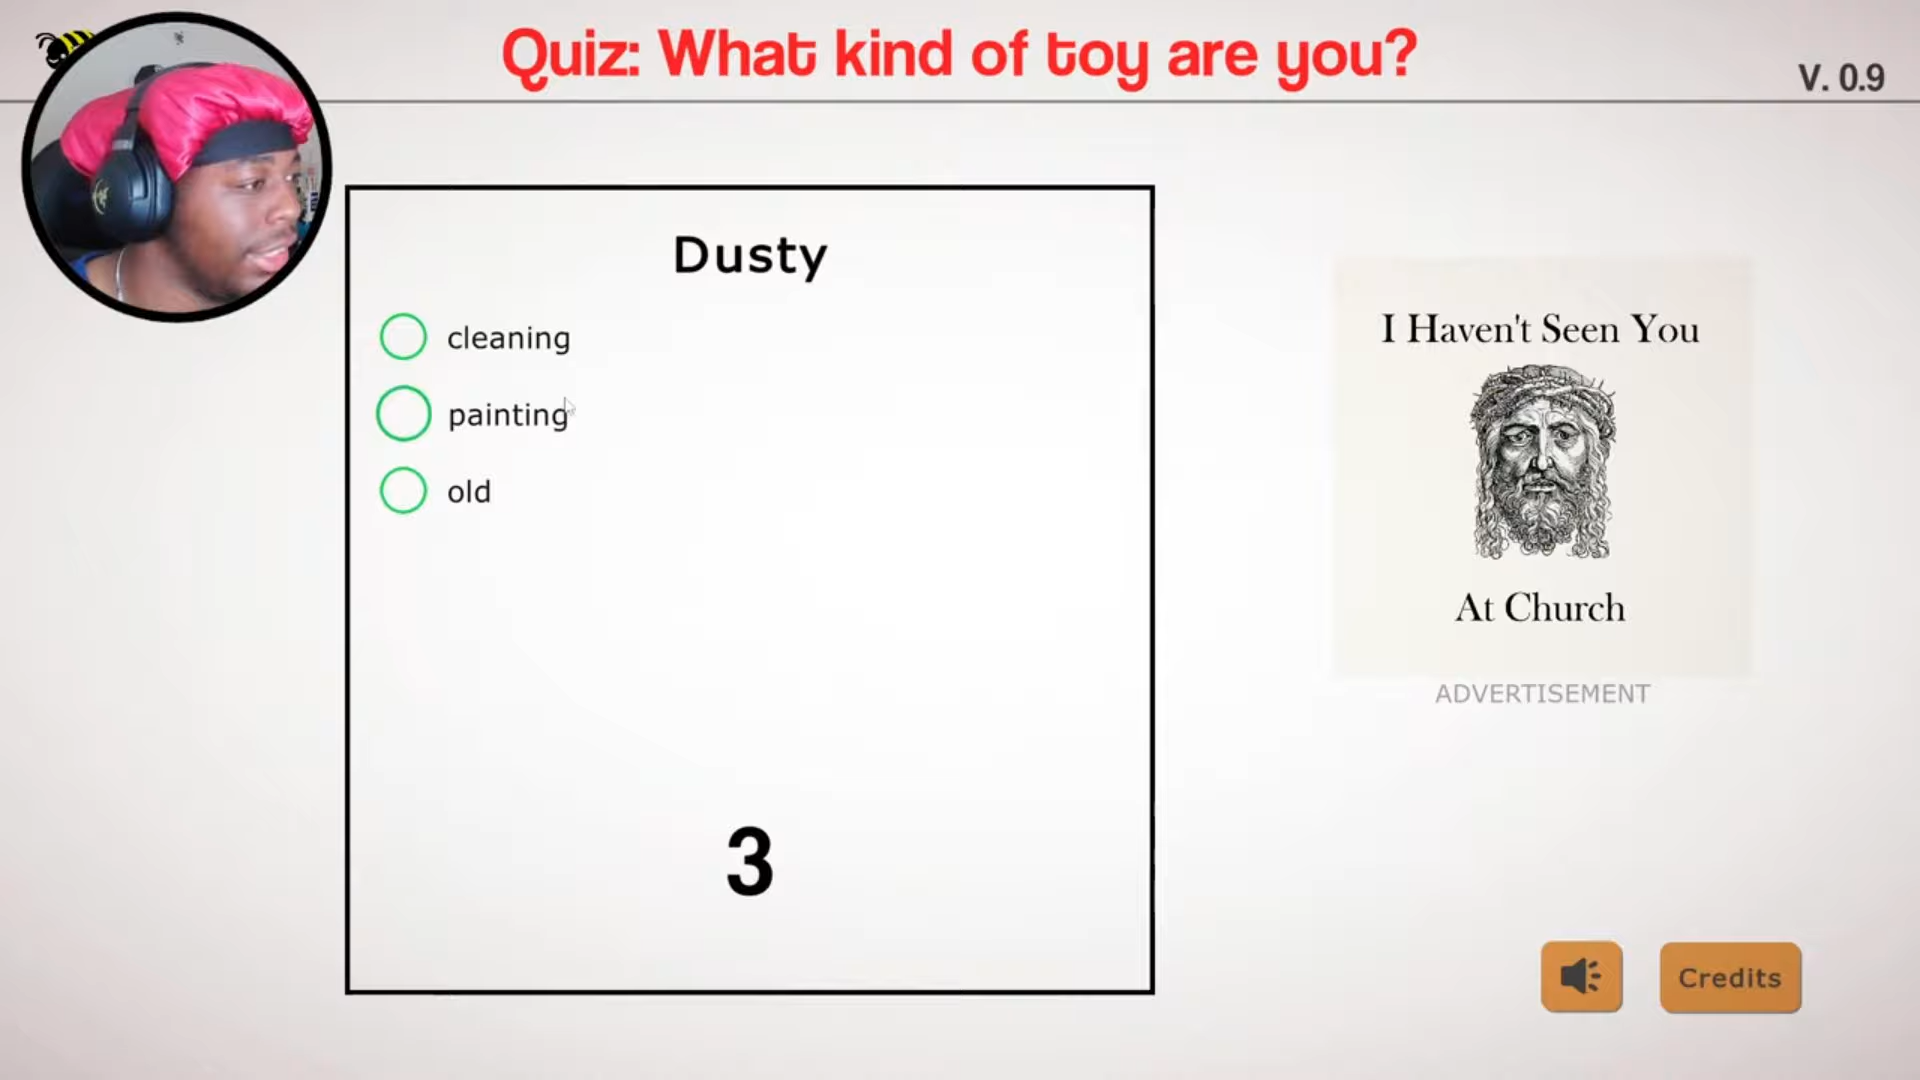 Quiz: What kind of toy are you?
V. 0.9
Dusty
cleaning
painting
old
3
I Haven't Seen You
At Church
ADVERTISEMENT
Credits